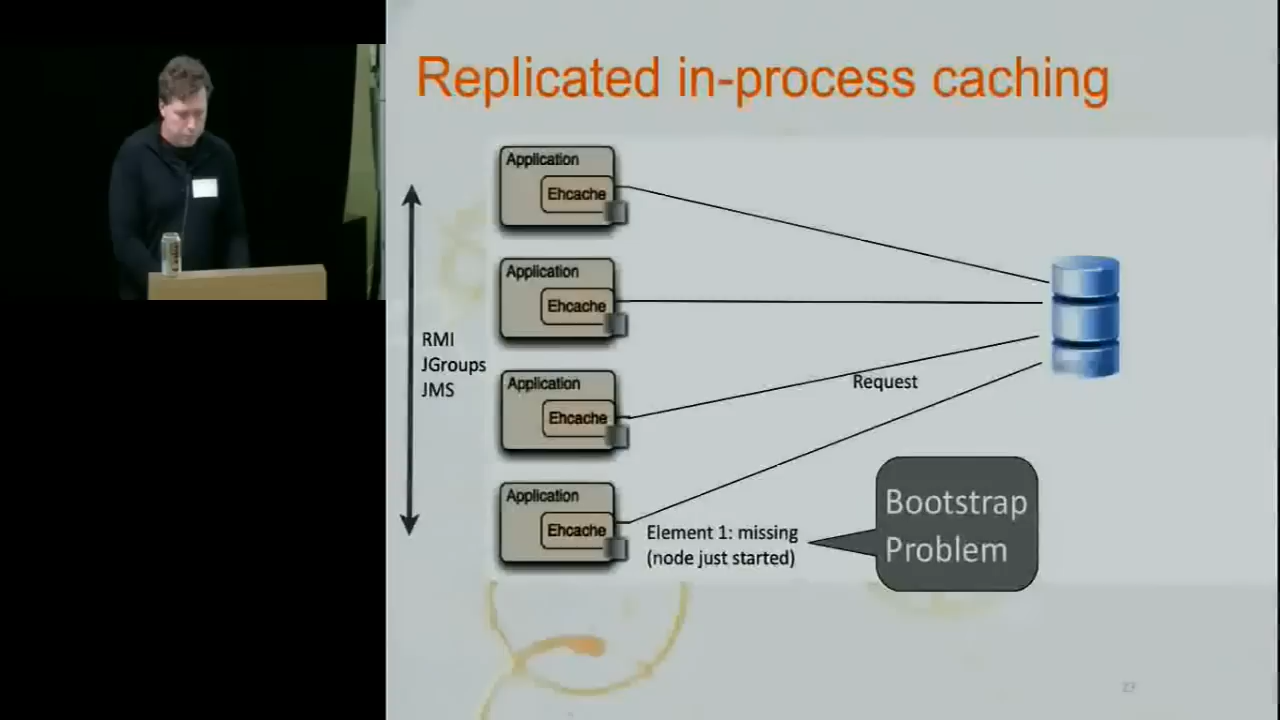 Replicated in-process caching
Application
Ehcache
Application
Ehcache
RMI
JGroups
JMS
Application
Ehcache
Request
Application
Ehcache
Element 1: missing
(node just started)
Bootstrap
Problem